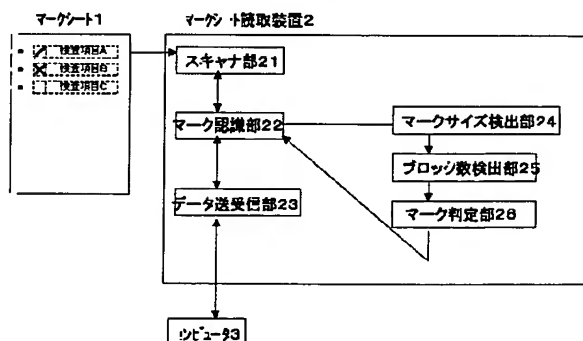 マークシート1
検査項目A
検査項目B
検査項目C
マークシート読取装置2
スキャナ部21
マーク認識部22
データ送受信部23
マークサイズ検出部24
ブロッジ数検出部25
マーク判定部26
コンピュータ3